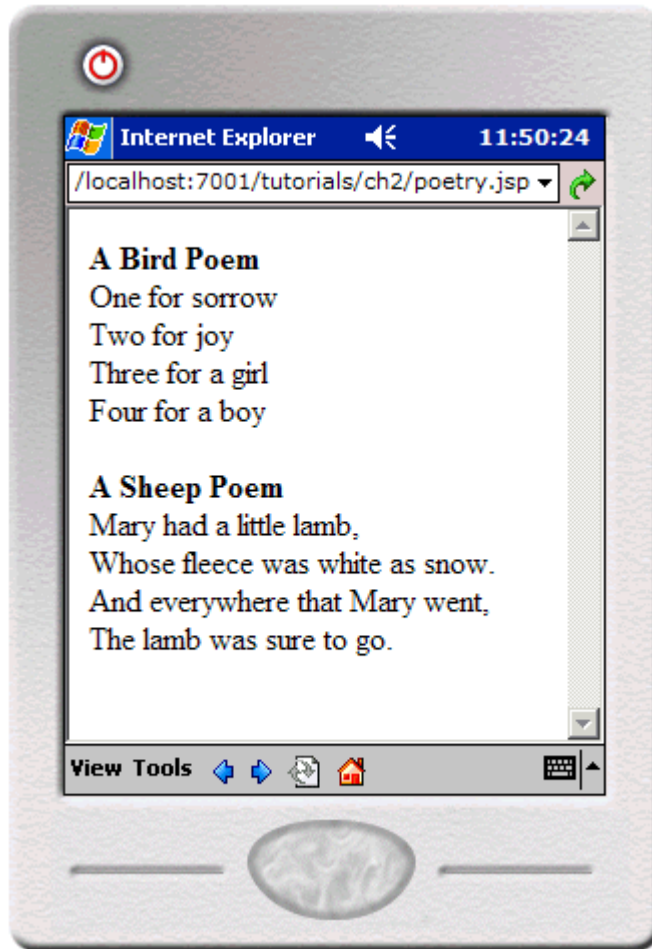 Internet Explorer 11:50:24
/localhost:7001/tutorials/ch2/poetry.jsp
A Bird Poem
One for sorrow
Two for joy
Three for a girl
Four for a boy
A Sheep Poem
Mary had a little lamb,
Whose fleece was white as snow.
And everywhere that Mary went,
The lamb was sure to go.
View Tools